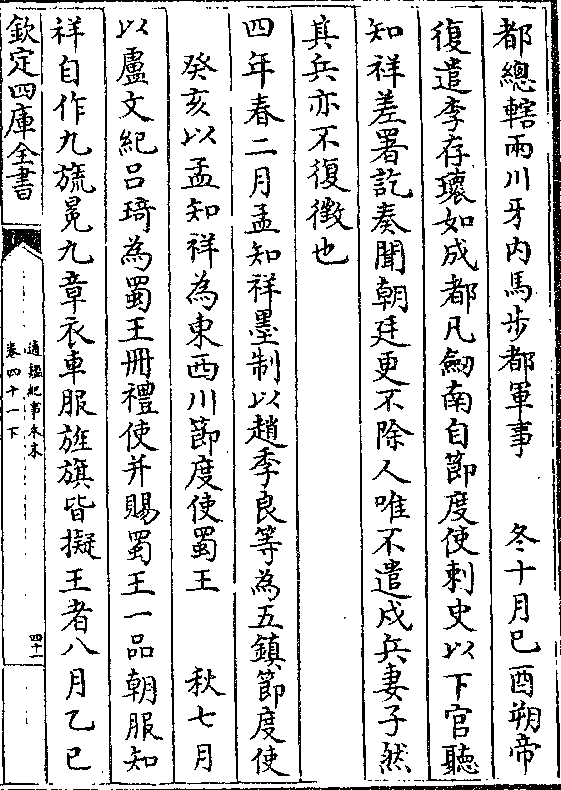 都總轄兩川牙内馬步都軍事　冬十月已酉朔帝
復遣李存瓌如成都凡劒南自節度使刺史以下官聽
知祥差署訖奏聞朝廷更不除人唯不遣戍兵妻子然
其兵亦不復徴也
四年春二月孟知祥墨制以趙季良等為五鎮節度使
癸亥以孟知祥為東西川節度使蜀王　秋七月
以盧文紀吕琦為蜀王册禮使并賜蜀王一品朝服知
祥自作九旒冕九章衣車服旌旗皆擬王者八月乙巳
欽定四庫全書
通鑑紀事本末
卷四十一下
四十一